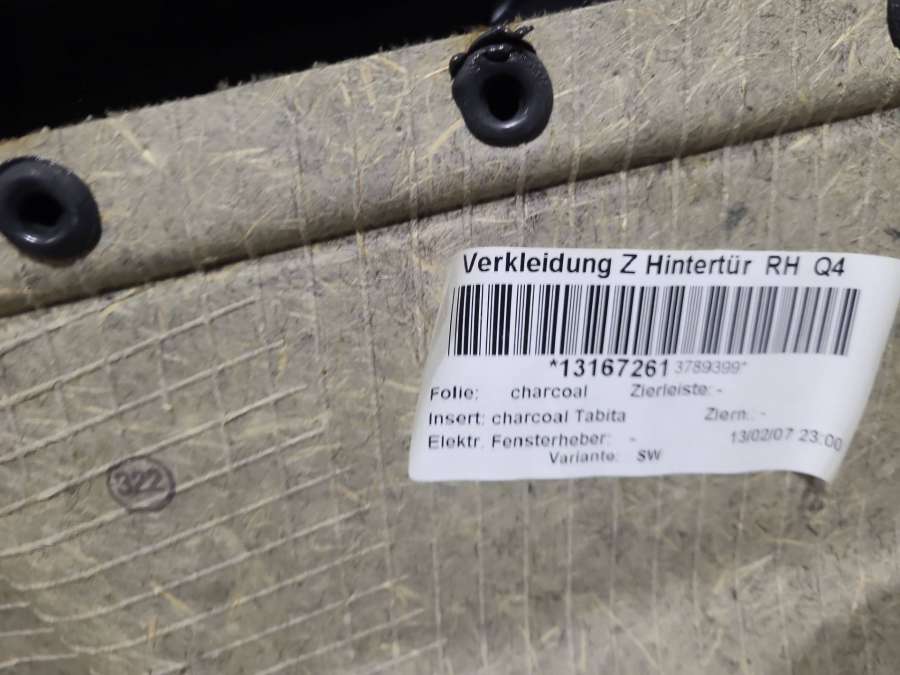 Verkleidung Z Hintertür RH Q4
*13167261 3789399*
Folie: charcoal Zierleiste: -
Insert: charcoal Tabita Ziern.: -
Elektr. Fensterheber: - 13/02/07 23:00
Variante: SW
322